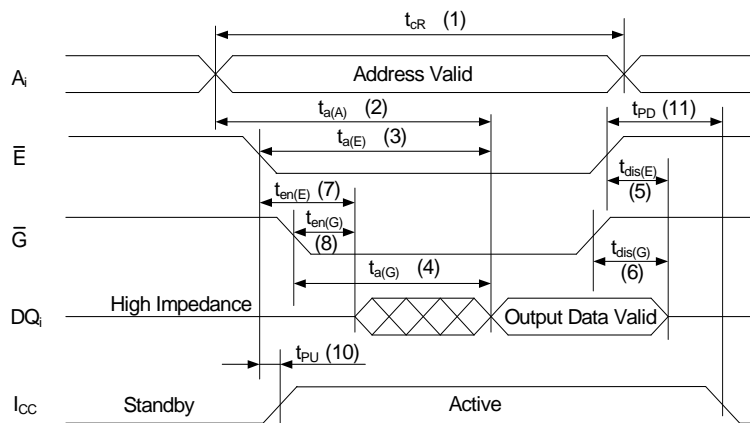 tcR (1)
Ai Address Valid
ta(A) (2) tPD (11)
E ta(E) (3)
ten(E) (7) tdis(E) (5)
G ten(G) (8) tdis(G) (6)
ta(G) (4)
DQi High Impedance Output Data Valid
tPU (10)
ICC Standby Active